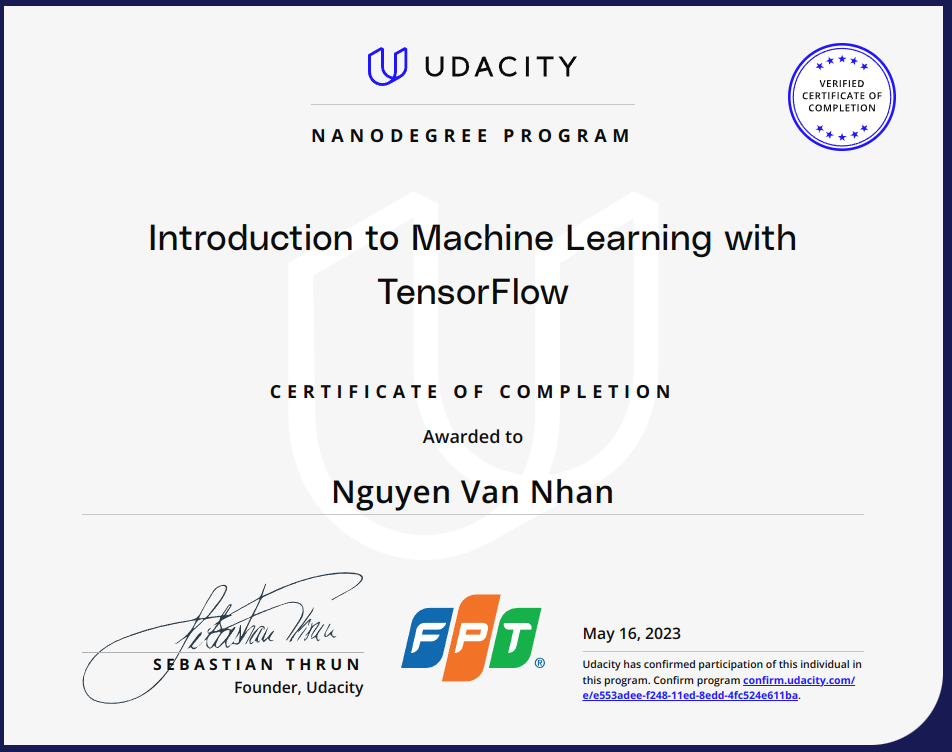 UDACITY
VERIFIED
CERTIFICATE OF
COMPLETION
NANODEGREE PROGRAM
Introduction to Machine Learning with
TensorFlow
CERTIFICATE OF COMPLETION
Awarded to
Nguyen Van Nhan
Sebastian Thrun
SEBASTIAN THRUN
Founder, Udacity
FPT®
May 16, 2023
Udacity has confirmed participation of this individual in
this program. Confirm program confirm.udacity.com/
e/e553adee-f248-11ed-8edd-4fc524e611ba.